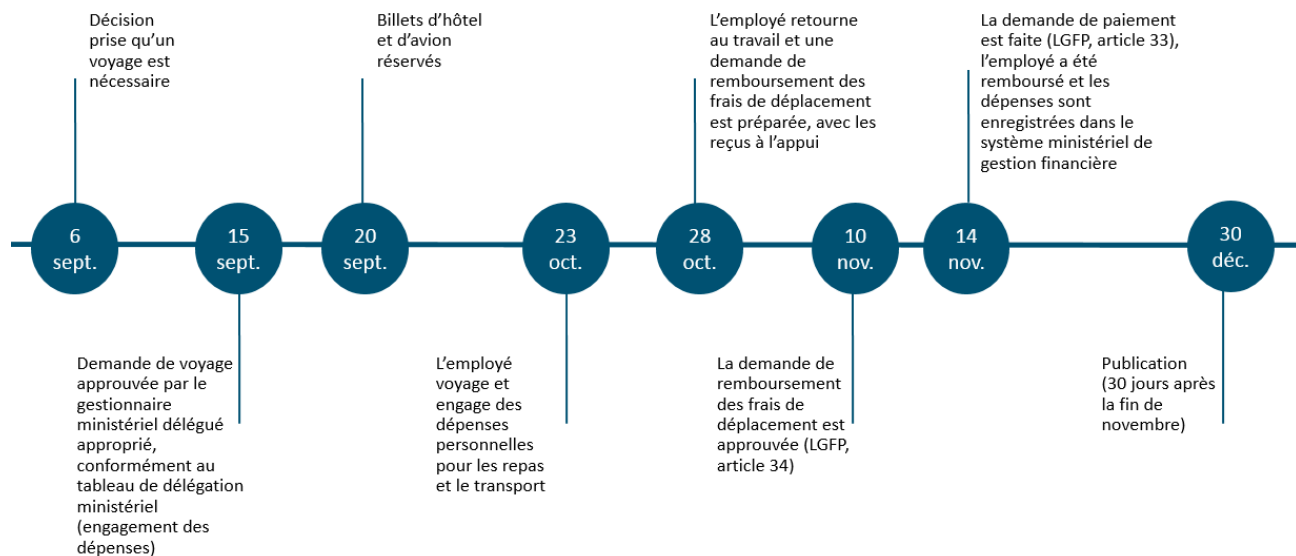 Décision
prise qu’un
voyage est
nécessaire
Billets d’hôtel
et d’avion
réservés
L’employé retourne
au travail et une
demande de
remboursement des
frais de déplacement
est préparée, avec les
reçus à l’appui
La demande de paiement
est faite (LGFP, article 33),
l’employé a été
remboursé et les
dépenses sont
enregistrées dans le
système ministériel de
gestion financière
6
sept.
15
sept.
20
sept.
23
oct.
28
oct.
10
nov.
14
nov.
30
déc.
Demande de voyage
approuvée par le
gestionnaire
ministériel délégué
approprié,
conformément au
tableau de délégation
ministériel
(engagement des
dépenses)
L’employé
voyage et
engage des
dépenses
personnelles
pour les repas
et le transport
La demande de
remboursement
des frais de
déplacement est
approuvée (LGFP,
article 34)
Publication
(30 jours après
la fin de
novembre)